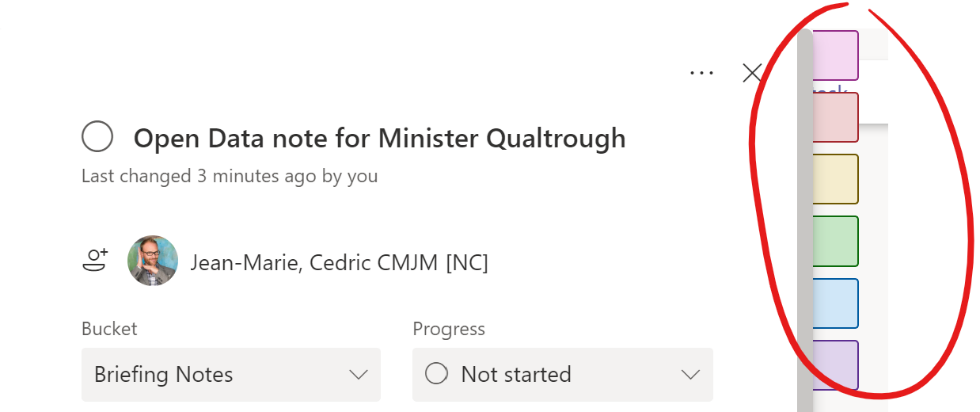 Open Data note for Minister Qualtrough
Last changed 3 minutes ago by you
Jean-Marie, Cedric CMJM [NC]
Bucket
Progress
Briefing Notes
Not started